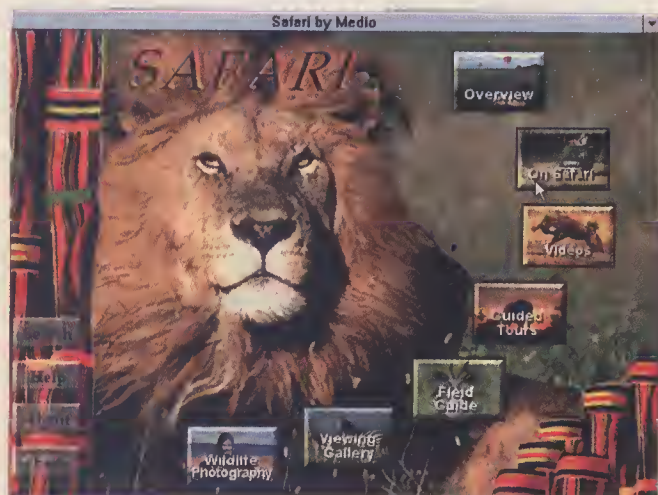 Safari by Medio
SAFARI
Overview
On Safari
Videos
Guided
Tours
Field
Guide
Viewing
Gallery
Wildlife
Photography
Help